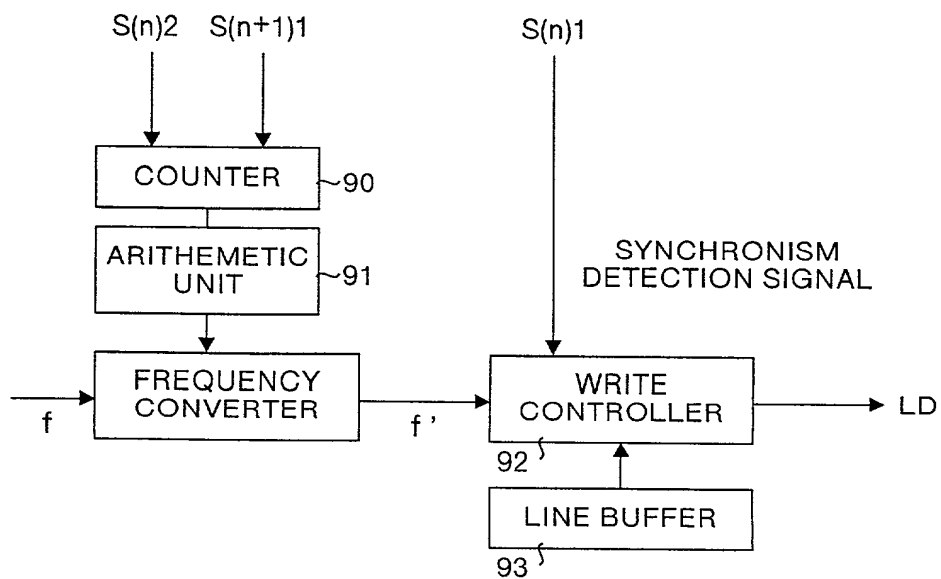 S(n)2 S(n+1)1 S(n)1
COUNTER
90
ARITHEMETIC
UNIT
91
SYNCHRONISM
DETECTION SIGNAL
FREQUENCY
CONVERTER
f
f'
WRITE
CONTROLLER
LD
92
LINE BUFFER
93